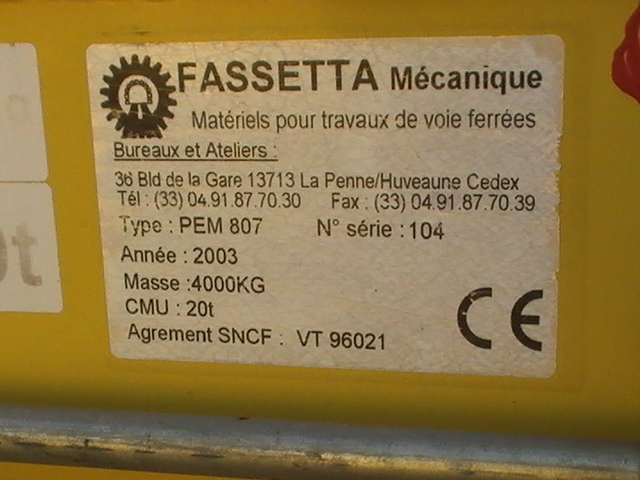 FASSETTA Mécanique
Matériels pour travaux de voie ferrées
Bureaux et Ateliers :
36 Bld de la Gare 13713 La Penne/Huveaune Cedex
Tél : (33) 04.91.87.70.30 Fax : (33) 04.91.87.70.39
Type : PEM 807 N° série : 104
Année : 2003
Masse :4000KG
CMU : 20t
Agrement SNCF : VT 96021
CE